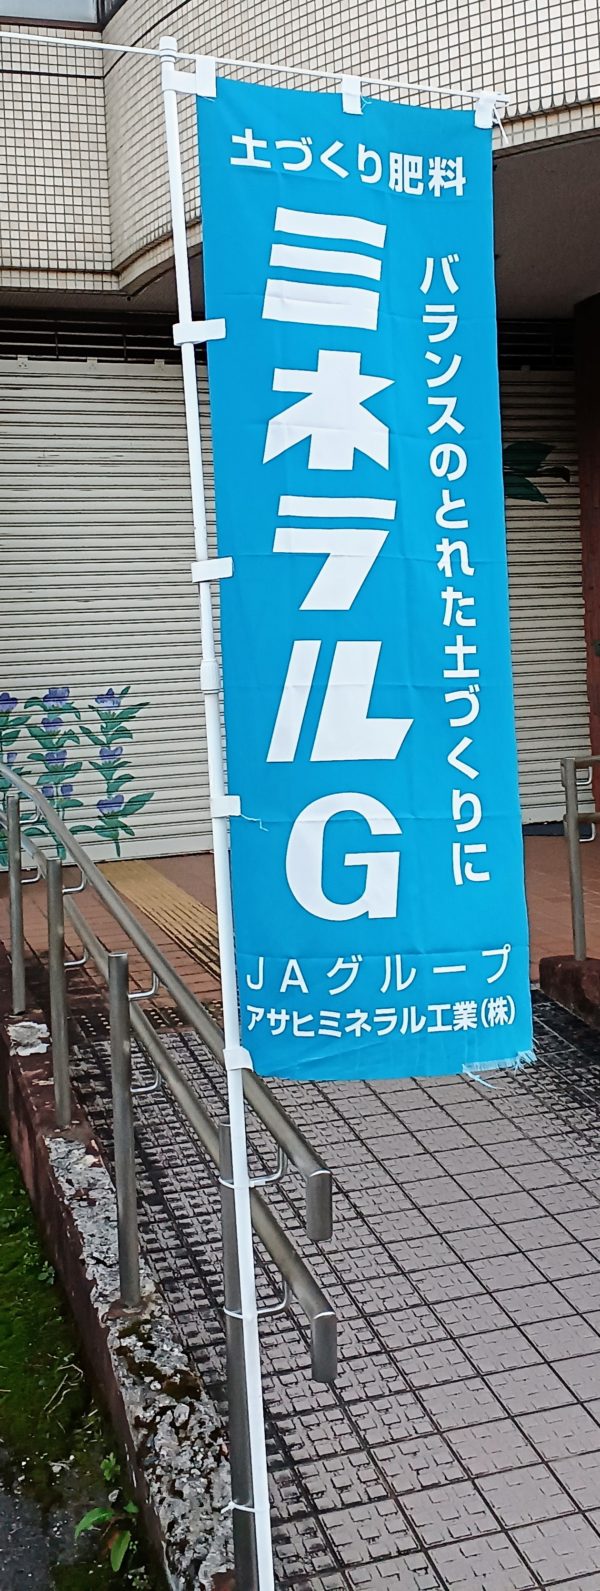 土づくり肥料
バランスのとれた土づくりに
ミネラルG
JAグループ
アサヒミネラル工業(株)